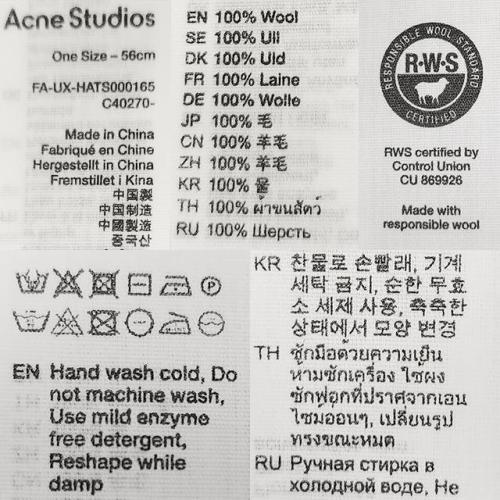 Acne Studios
One Size – 56cm
FA-UX-HATS000165
C40270-
Made in China
Fabriqué en Chine
Hergestellt in China
Fremstillet i Kina
中国製
中国制造
中國製造
중국산
EN 100% Wool
SE 100% Ull
DK 100% Uld
FR 100% Laine
DE 100% Wolle
JP 100% 毛
CN 100% 羊毛
ZH 100% 羊毛
KR 100% 울
TH 100% ผ้าขนสัตว์
RU 100% Шерсть
RESPONSIBLE WOOL STANDARD
R·W·S
CERTIFIED
RWS certified by
Control Union
CU 869926
Made with
responsible wool
P
EN Hand wash cold, Do
not machine wash,
Use mild enzyme
free detergent,
Reshape while
damp
KR 찬물로 손빨래, 기계
세탁 금지, 순한 무효
소 세제 사용, 축축한
상태에서 모양 변경
TH ซักมือด้วยความเย็น
ห้ามซักเครื่อง ใช้ผง
ซักฟอกที่ปราศจากเอน
ไซม์อ่อนๆ, เปลี่ยนรูป
ทรงขณะหมาด
RU Ручная стирка в
холодной воде, Не